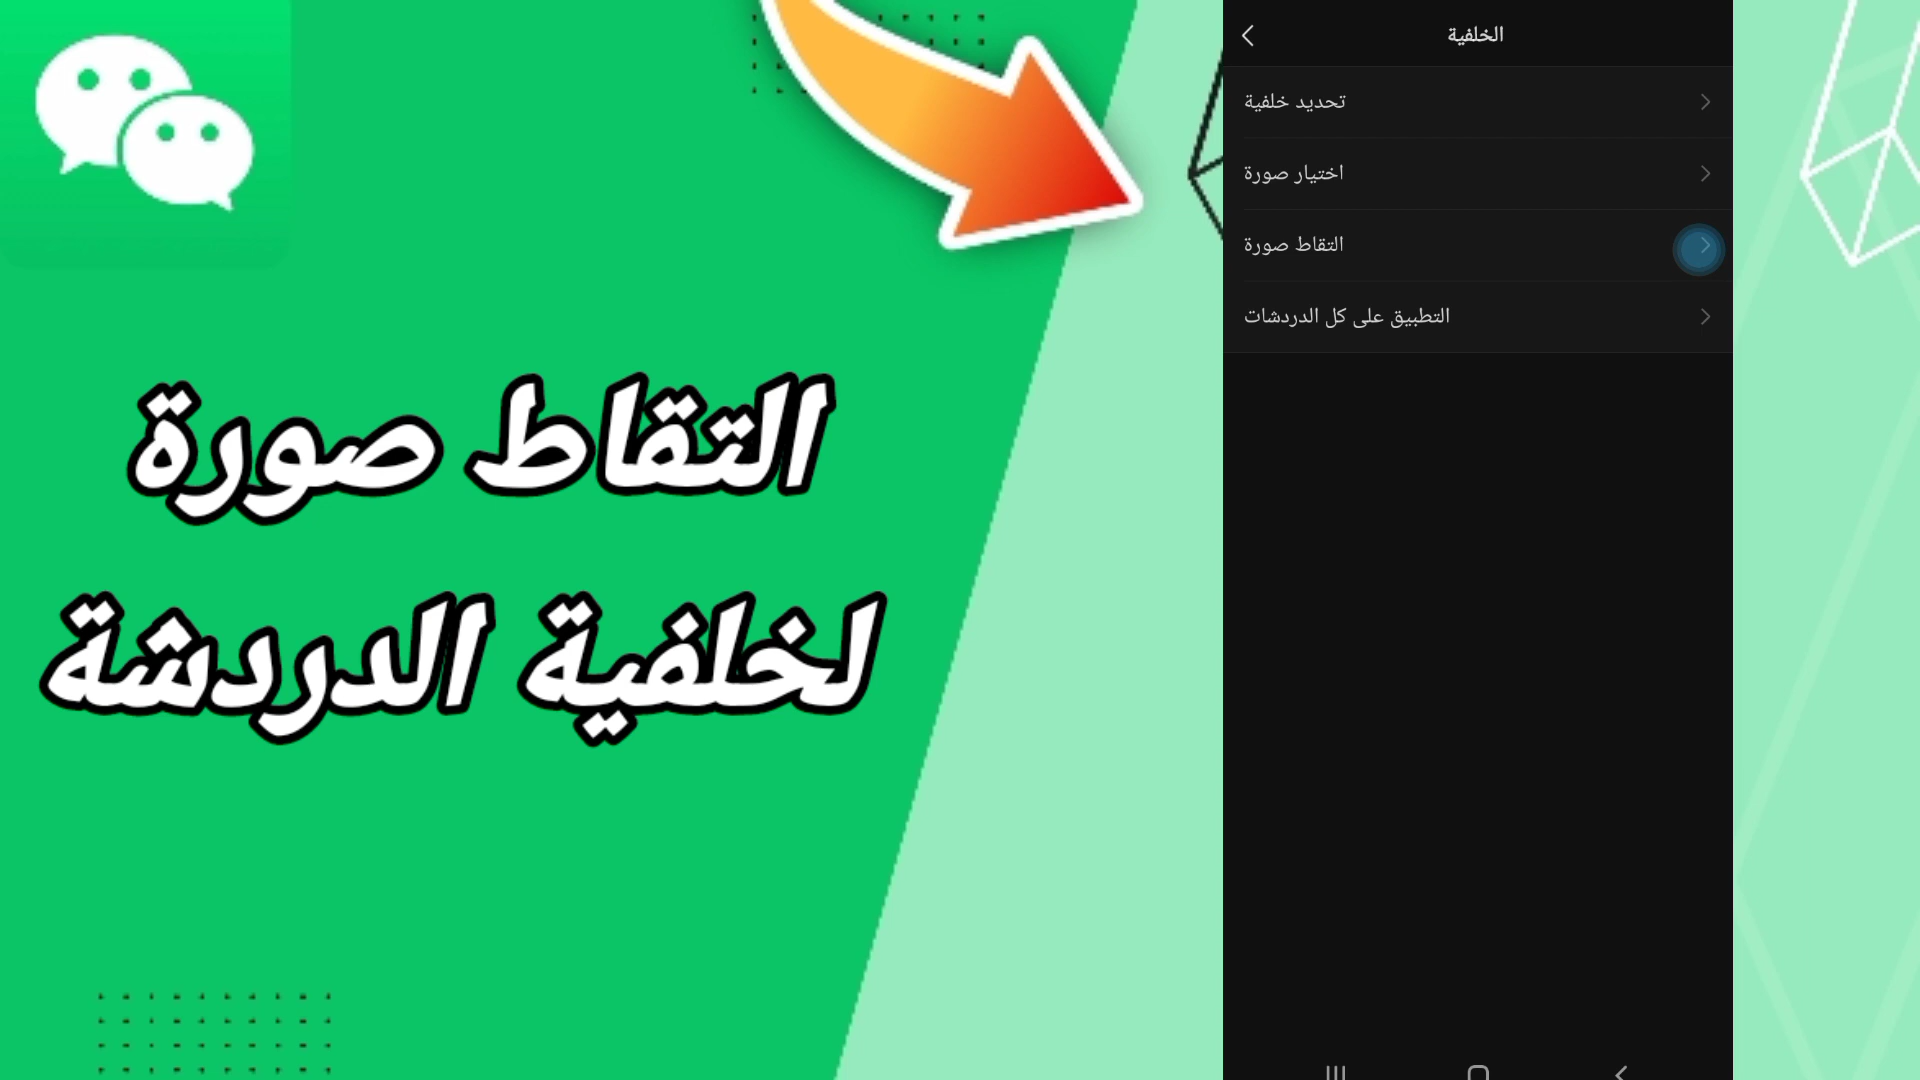 التقاط صورة
لخلفية الدردشة
الخلفية
تحديد خلفية
اختيار صورة
التقاط صورة
التطبيق على كل الدردشات